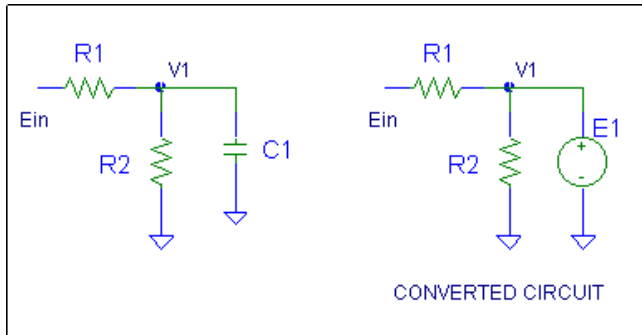 R1
V1
Ein
R2
C1
R1
V1
Ein
R2
E1
+
-
CONVERTED CIRCUIT